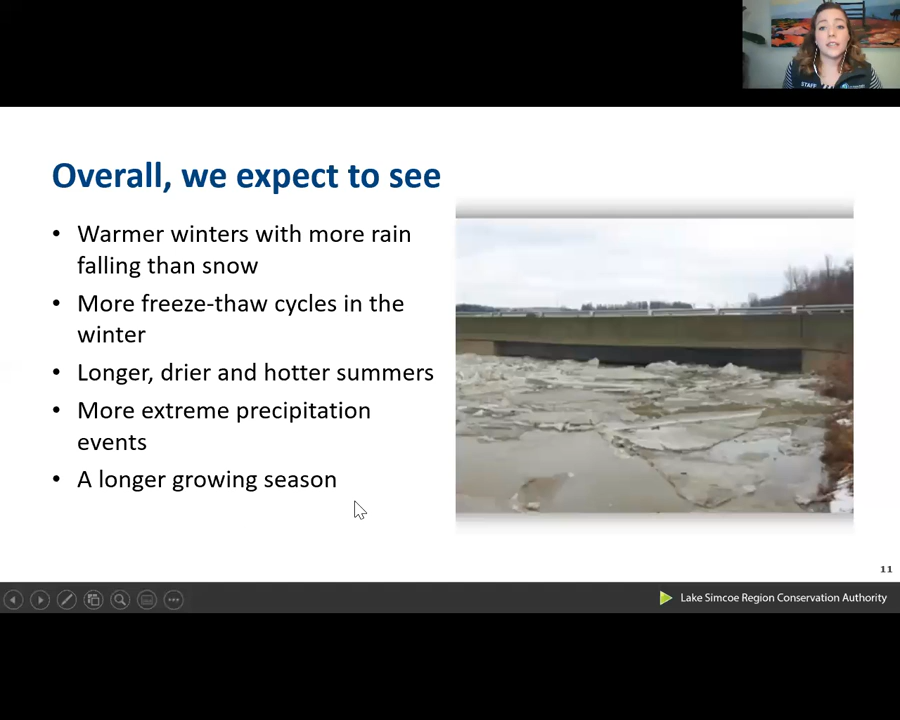 STAFF
Overall, we expect to see
• Warmer winters with more rain
falling than snow
• More freeze-thaw cycles in the
winter
• Longer, drier and hotter summers
• More extreme precipitation
events
• A longer growing season
11
Lake Simcoe Region Conservation Authority